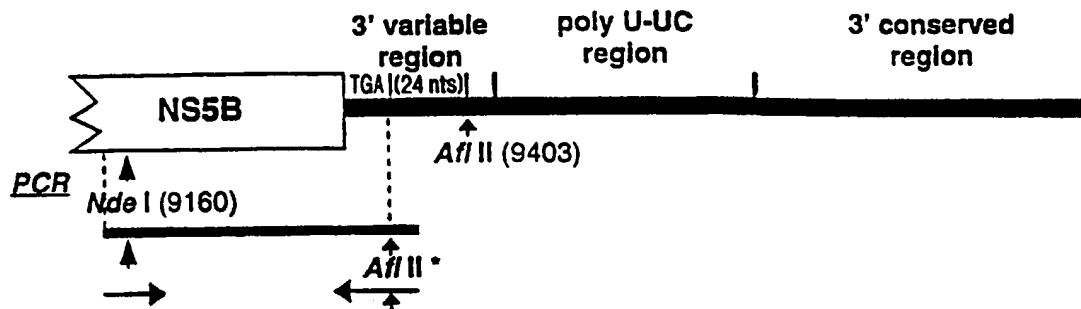 3' variable region
poly U-UC region
3' conserved region
TGA (24 nts)
NS5B
Afl II (9403)
PCR
Nde I (9160)
Afl II *